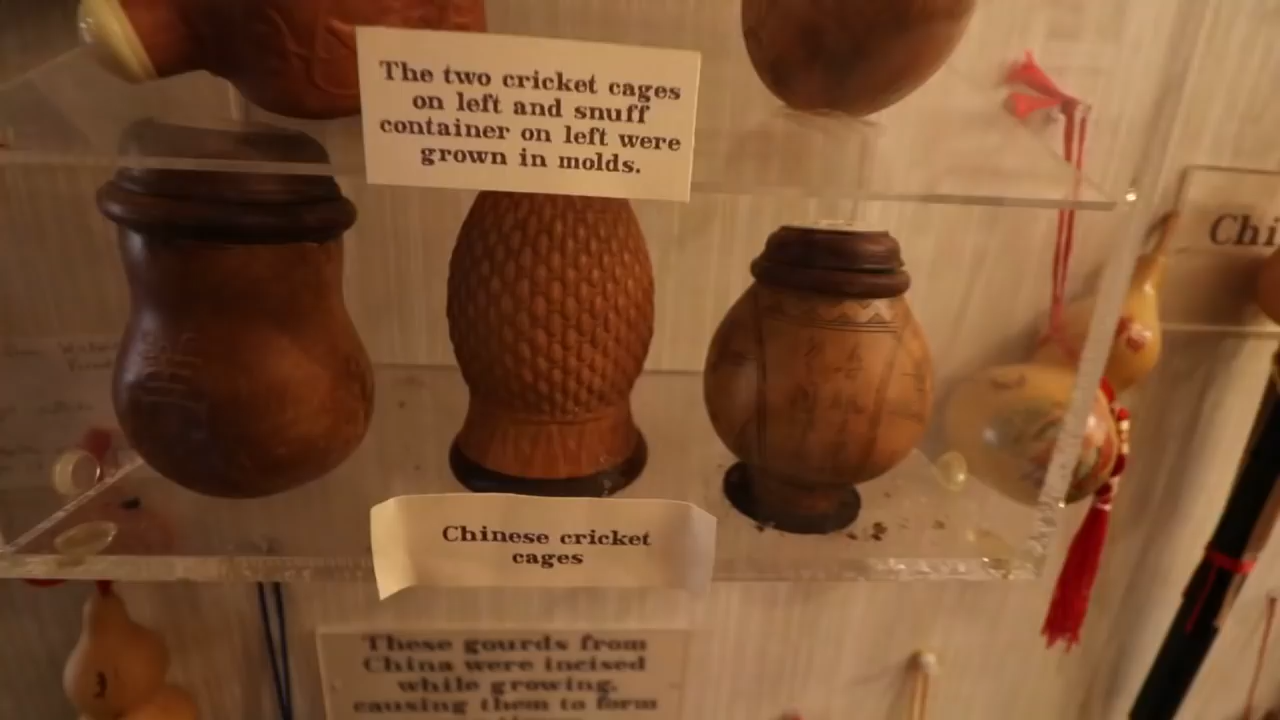 The two cricket cages
on left and snuff
container on left were
grown in molds.
Chi
Chinese cricket
cages
These gourds from
China were incised
while growing,
causing them to form